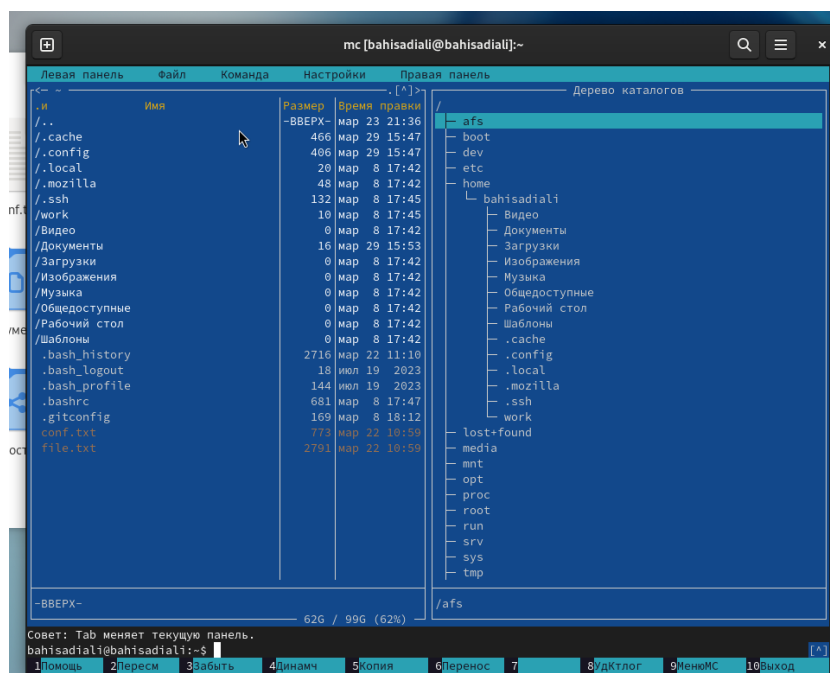 mc [bahisadiali@bahisadiali]:~
Левая панель Файл Команда Настройки Правая панель
<— ~ .[^]>
.и Имя Размер Время правки
/.. -ВВЕРХ- мар 23 21:36
/.cache 466 мар 29 15:47
/.config 406 мар 29 15:47
/.local 20 мар 8 17:42
/.mozilla 48 мар 8 17:42
/.ssh 132 мар 8 17:45
/work 10 мар 8 17:45
/Видео 0 мар 8 17:42
/Документы 16 мар 29 15:53
/Загрузки 0 мар 8 17:42
/Изображения 0 мар 8 17:42
/Музыка 0 мар 8 17:42
/Общедоступные 0 мар 8 17:42
/Рабочий стол 0 мар 8 17:42
/Шаблоны 0 мар 8 17:42
.bash_history 2716 мар 22 11:10
.bash_logout 18 июл 19 2023
.bash_profile 144 июл 19 2023
.bashrc 681 мар 8 17:47
.gitconfig 169 мар 8 18:12
conf.txt 773 мар 22 10:59
file.txt 2791 мар 22 10:59
-ВВЕРХ-
62G / 99G (62%)
Дерево каталогов
/
afs
boot
dev
etc
home
bahisadiali
Видео
Документы
Загрузки
Изображения
Музыка
Общедоступные
Рабочий стол
Шаблоны
.cache
.config
.local
.mozilla
.ssh
work
lost+found
media
mnt
opt
proc
root
run
srv
sys
tmp
/afs
Совет: Tab меняет текущую панель.
bahisadiali@bahisadiali:~$ [^]
1Помощь 2Пересм 3Забыть 4Динамч 5Копия 6Перенос 7 8УдКтлог 9МенюМС 10Выход